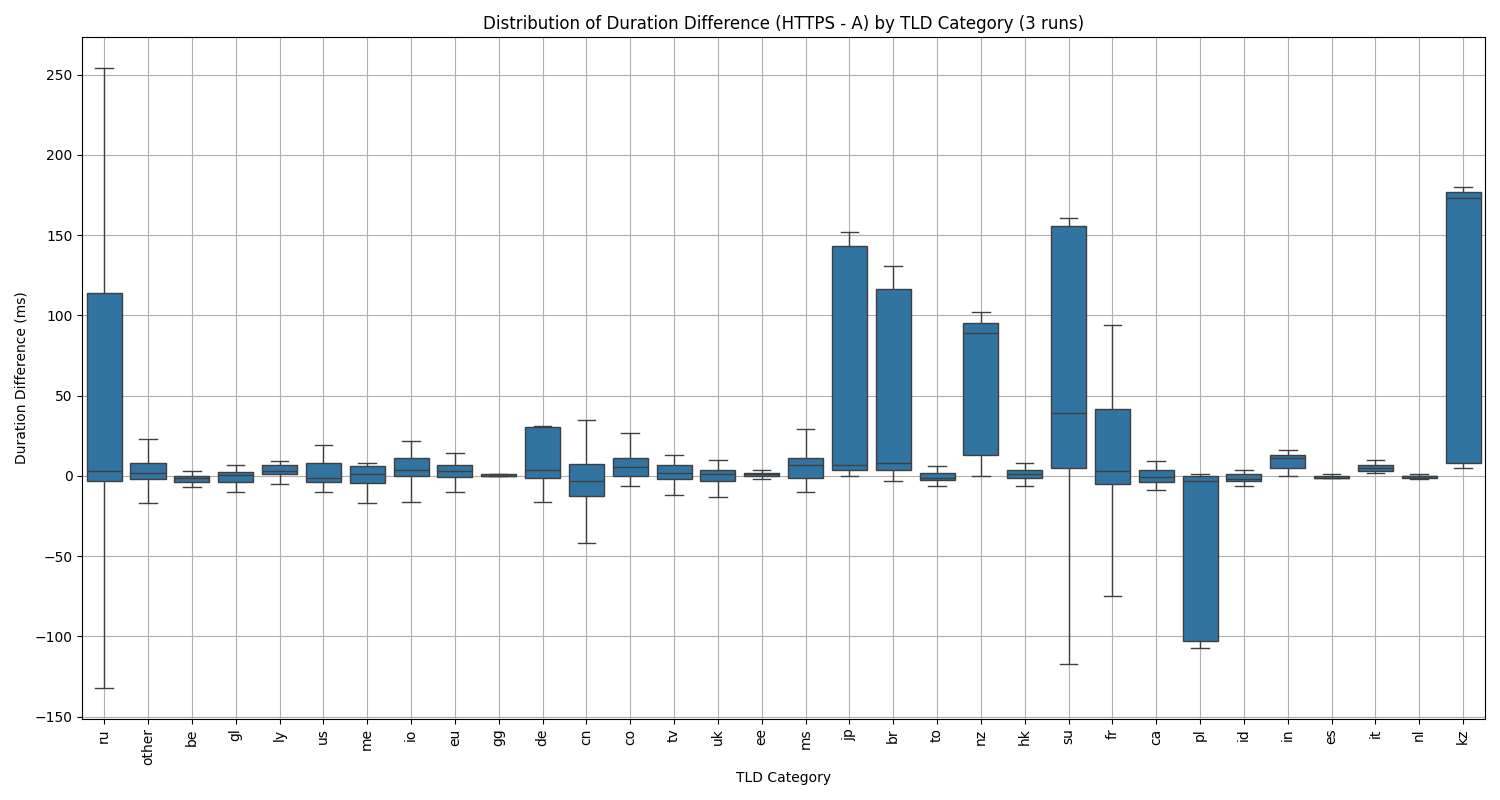 Distribution of Duration Difference (HTTPS - A) by TLD Category (3 runs)
Duration Difference (ms)
250
200
150
100
50
0
−50
−100
−150
ru other be gl ly us me io eu gg de cn co tv uk ee ms jp br to nz hk su fr ca pl id in es it nl kz
TLD Category